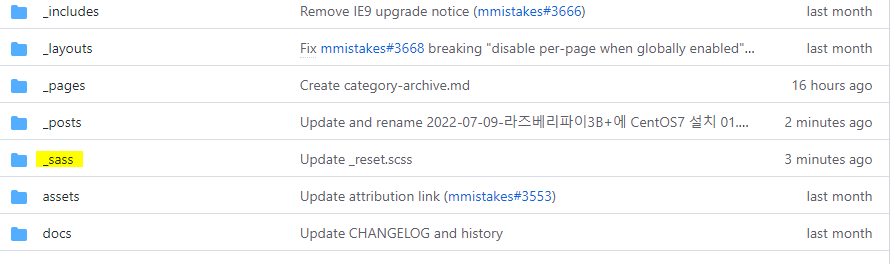 _includes Remove IE9 upgrade notice (mmistakes#3666) last month
_layouts Fix mmistakes#3668 breaking "disable per-page when globally enabled"... last month
_pages Create category-archive.md 16 hours ago
_posts Update and rename 2022-07-09-라즈베리파이3B+에 CentOS7 설치 01.... 2 minutes ago
_sass Update _reset.scss 3 minutes ago
assets Update attribution link (mmistakes#3553) last month
docs Update CHANGELOG and history last month